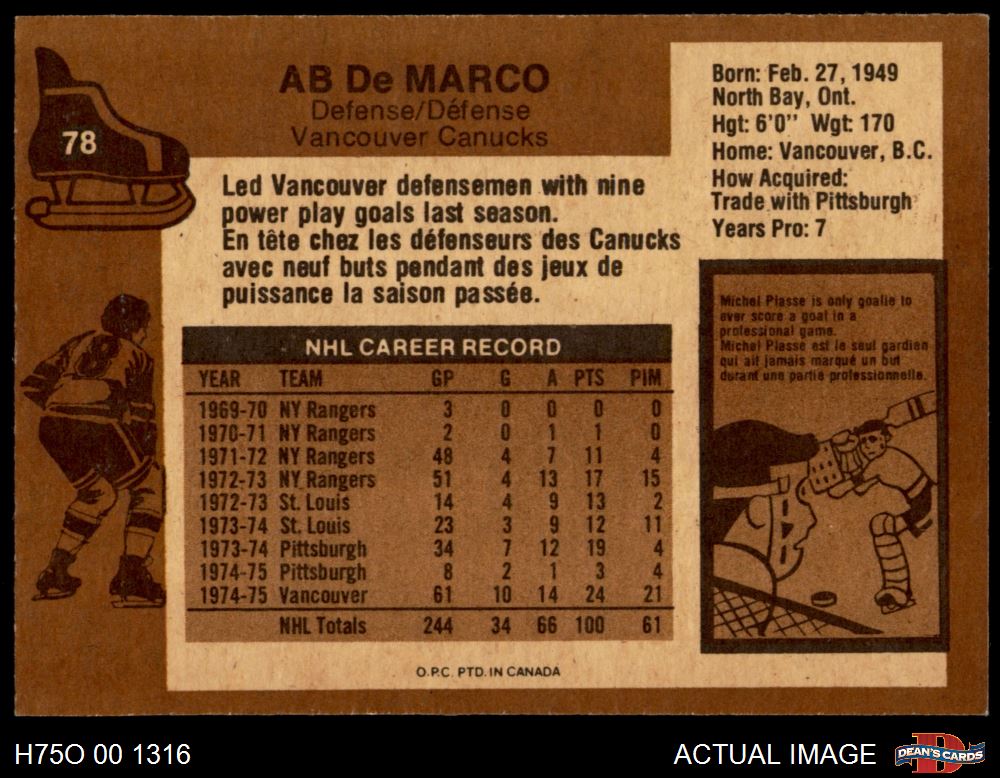 78
AB De MARCO
Defense/Défense
Vancouver Canucks
Born: Feb. 27, 1949
North Bay, Ont.
Hgt: 6'0" Wgt: 170
Home: Vancouver, B.C.
How Acquired:
Trade with Pittsburgh
Years Pro: 7
Led Vancouver defensemen with nine
power play goals last season.
En tête chez les défenseurs des Canucks
avec neuf buts pendant des jeux de
puissance la saison passée.
Michel Plasse is only goalie to
ever score a goal in a
professional game.
Michel Plasse est le seul gardien
qui ait jamais marqué un but
durant une partie professionnelle.
NHL CAREER RECORD
YEAR TEAM GP G A PTS PIM
1969-70 NY Rangers 3 0 0 0 0
1970-71 NY Rangers 2 0 1 1 0
1971-72 NY Rangers 48 4 7 11 4
1972-73 NY Rangers 51 4 13 17 15
1972-73 St. Louis 14 4 9 13 2
1973-74 St. Louis 23 3 9 12 11
1973-74 Pittsburgh 34 7 12 19 4
1974-75 Pittsburgh 8 2 1 3 4
1974-75 Vancouver 61 10 14 24 21
NHL Totals 244 34 66 100 61
O.P.C. PTD. IN CANADA
H75O 00 1316
ACTUAL IMAGE
DEAN'S CARDS